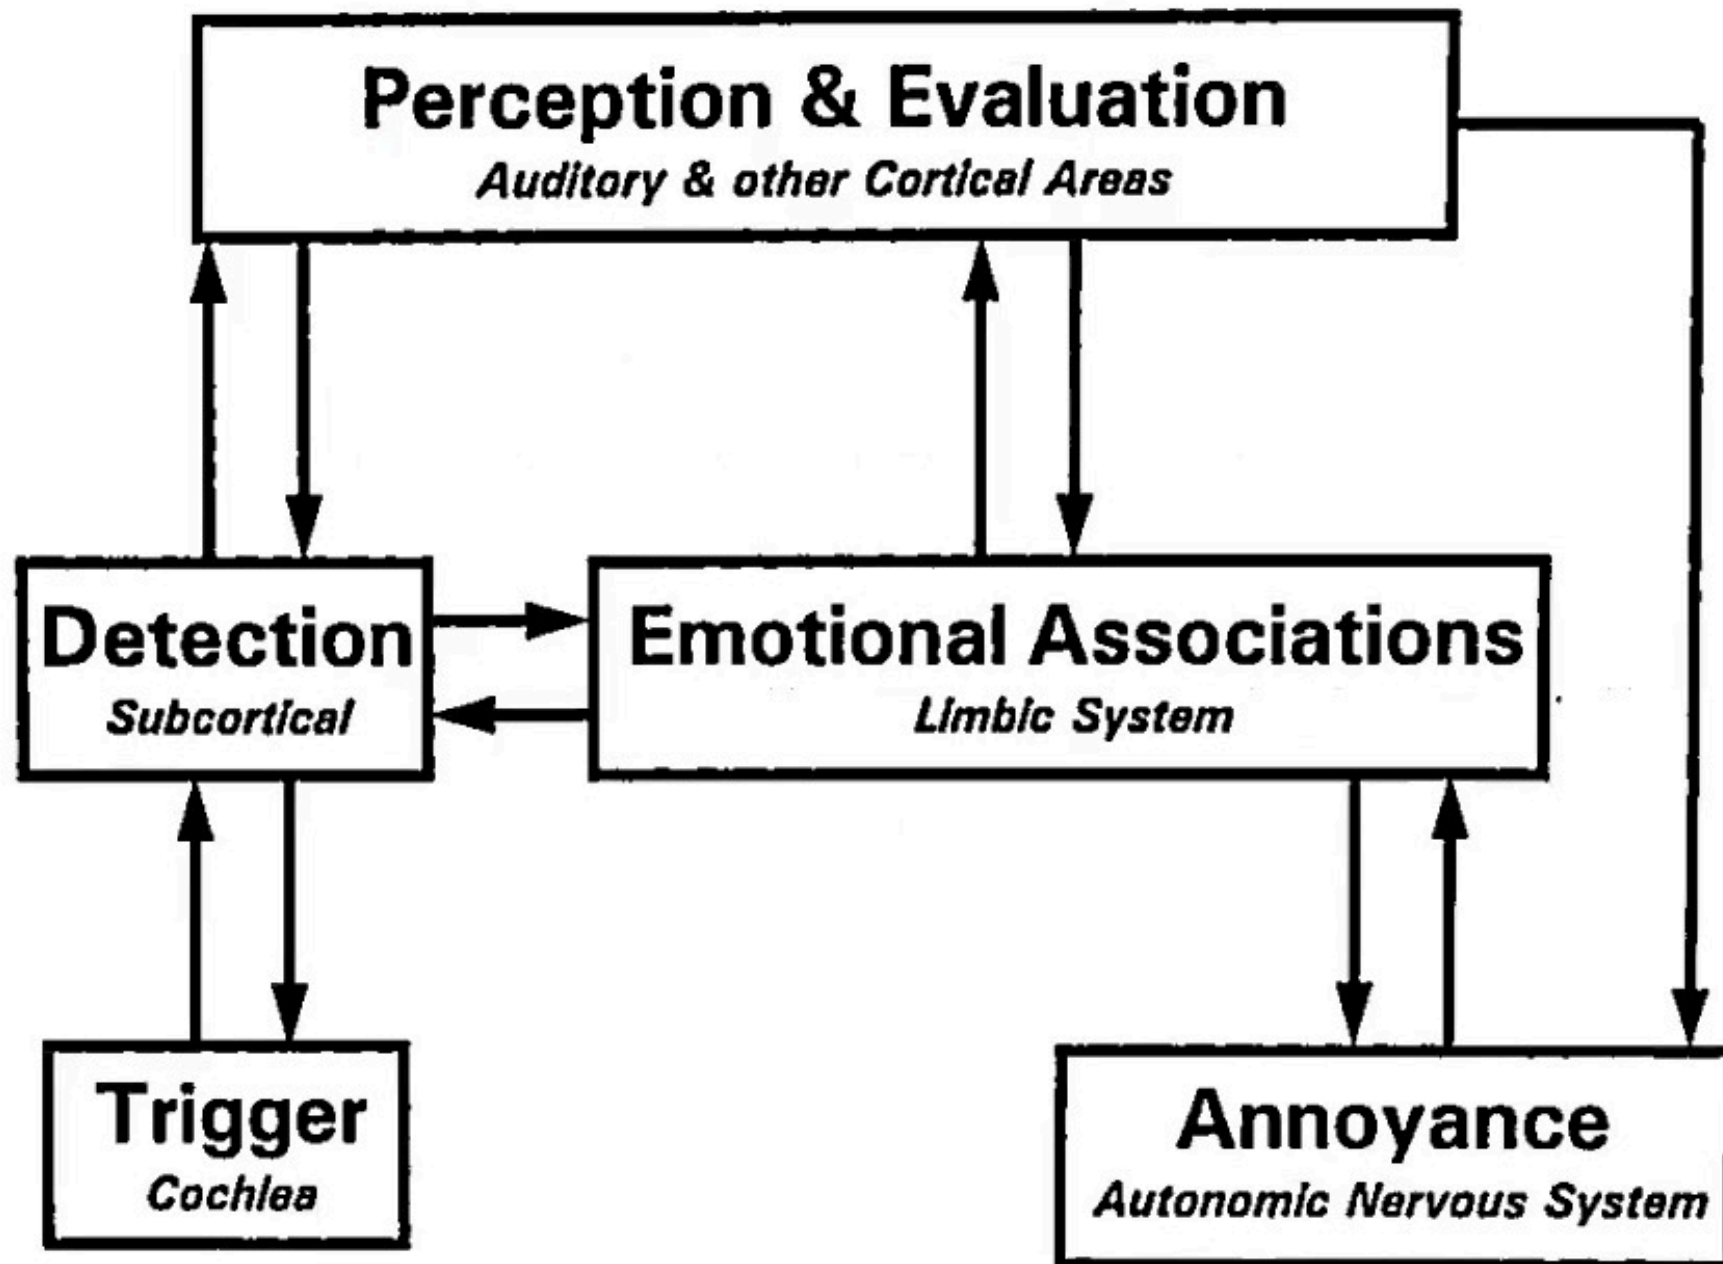 Perception & Evaluation
Auditory & other Cortical Areas
Detection
Subcortical
Emotional Associations
Limbic System
Trigger
Cochlea
Annoyance
Autonomic Nervous System